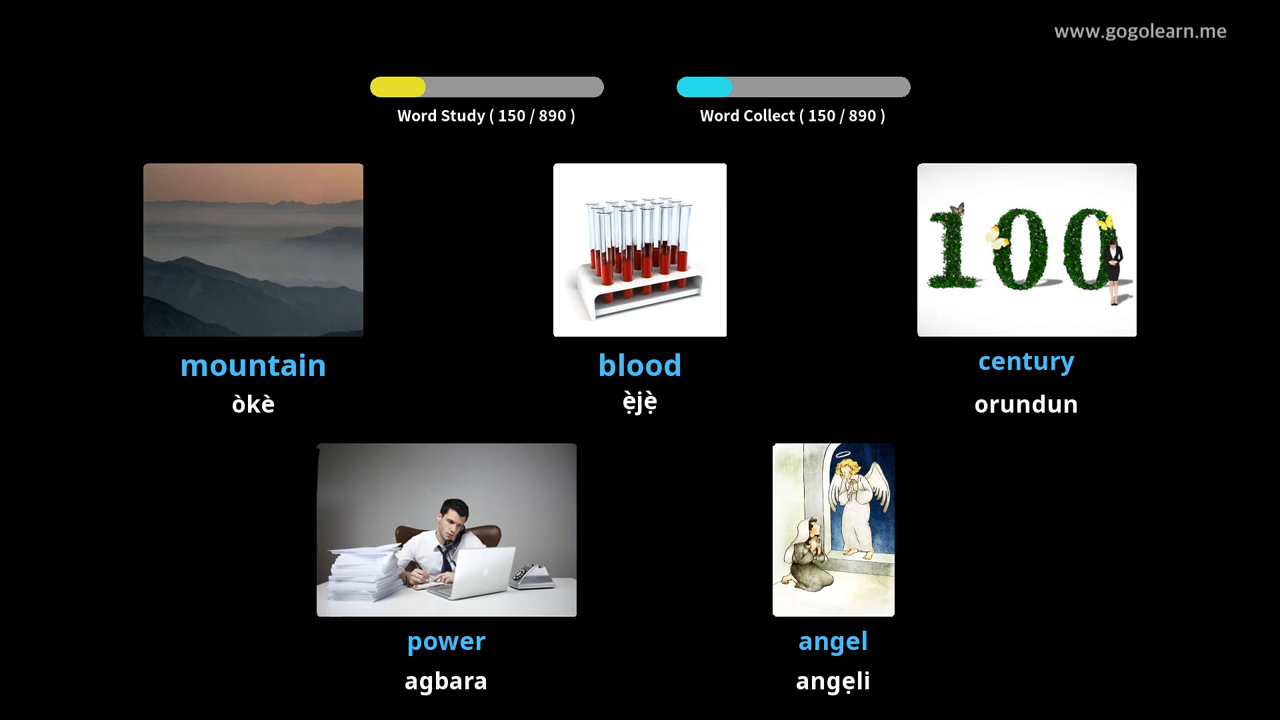 www.gogolearn.me
Word Study ( 150 / 890 )
Word Collect ( 150 / 890 )
mountain
òkè
blood
ẹ̀jẹ̀
century
orundun
100
power
agbara
angel
angẹli